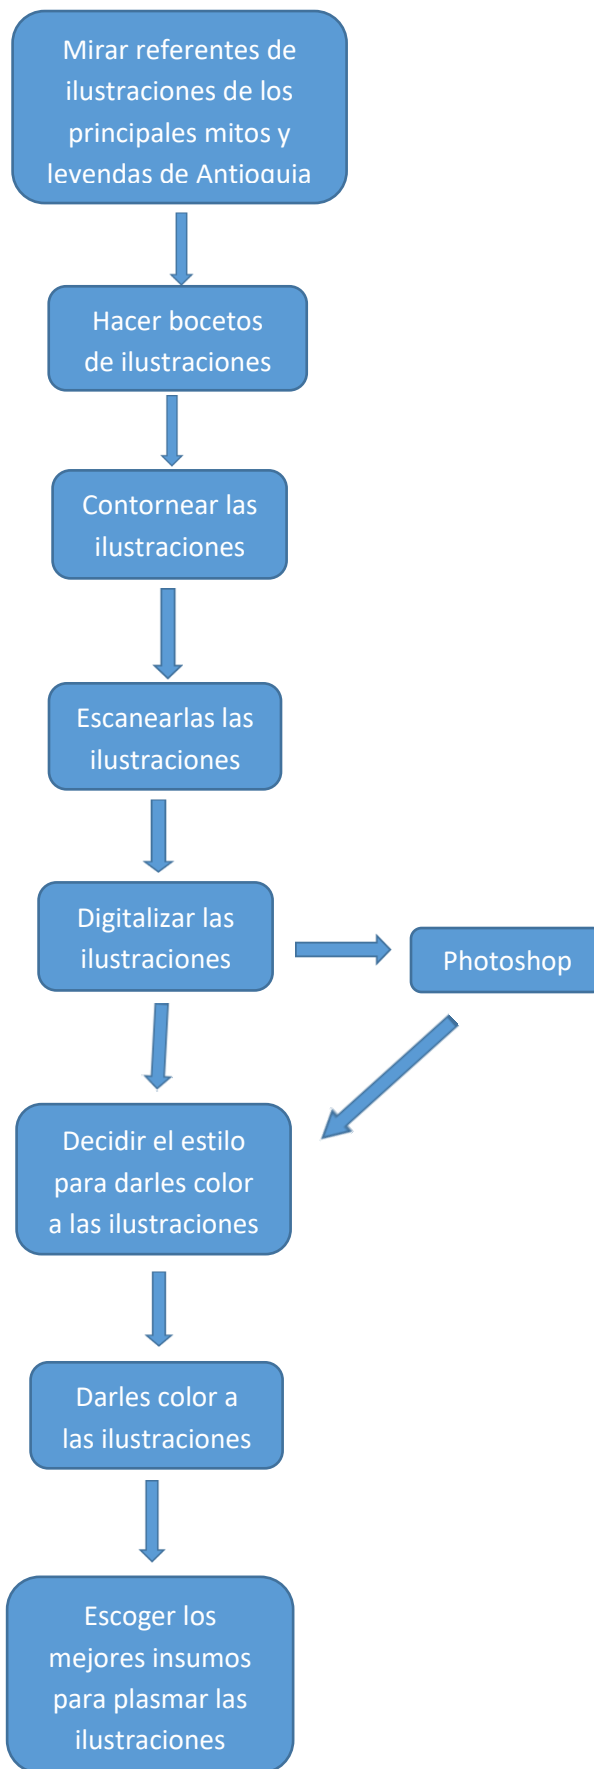 Mirar referentes de
ilustraciones de los
principales mitos y
leyendas de Antioquia
Hacer bocetos
de ilustraciones
Contornear las
ilustraciones
Escanearlas las
ilustraciones
Digitalizar las
ilustraciones
Photoshop
Decidir el estilo
para darles color
a las ilustraciones
Darles color a
las ilustraciones
Escoger los
mejores insumos
para plasmar las
ilustraciones